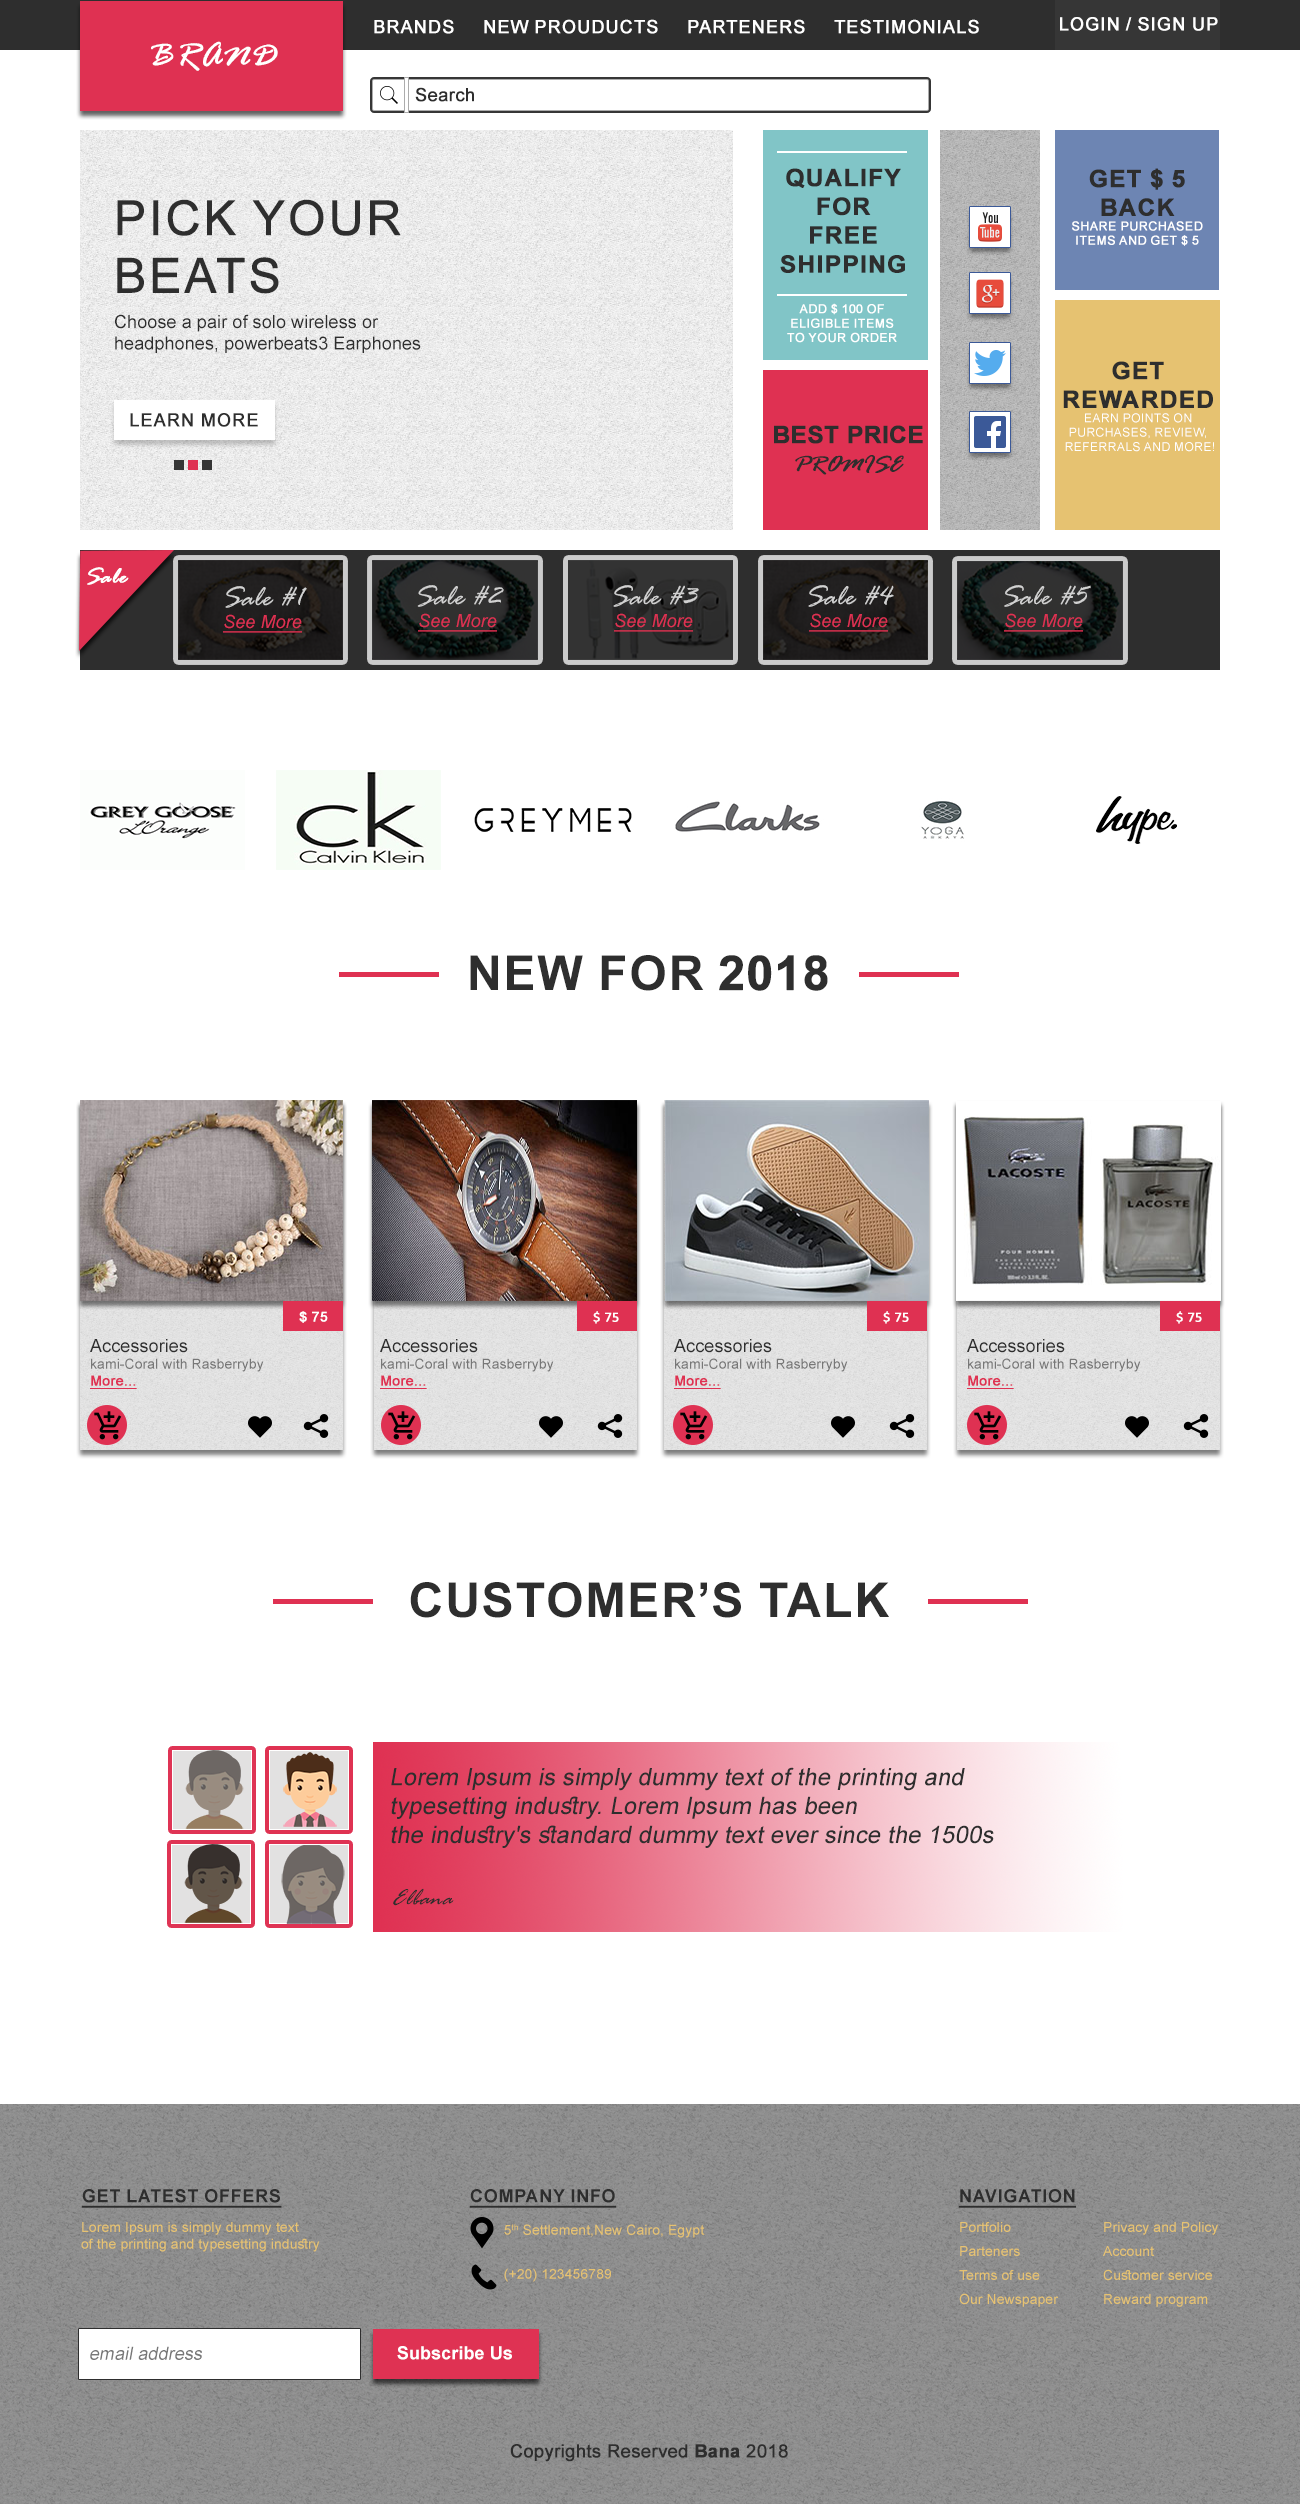 BRAND
BRANDS NEW PROUDUCTS PARTENERS TESTIMONIALS
LOGIN / SIGN UP
Search
PICK YOUR
BEATS
Choose a pair of solo wireless or
headphones, powerbeats3 Earphones
LEARN MORE
QUALIFY
FOR
FREE
SHIPPING
ADD $ 100 OF
ELIGIBLE ITEMS
TO YOUR ORDER
BEST PRICE
PROMISE
You
Tube
g+
f
GET $ 5
BACK
SHARE PURCHASED
ITEMS AND GET $ 5
GET
REWARDED
EARN POINTS ON
PURCHASES, REVIEW,
REFERRALS AND MORE!
Sale
Sale #1
See More
Sale #2
See More
Sale #3
See More
Sale #4
See More
Sale #5
See More
GREY GOOSE
L'Orange
ck
Calvin Klein
GREYMER
Clarks
YOGA
hype.
NEW FOR 2018
LACOSTE
POUR HOMME
LACOSTE
$ 75
Accessories
kami-Coral with Rasberryby
More...
$ 75
Accessories
kami-Coral with Rasberryby
More...
$ 75
Accessories
kami-Coral with Rasberryby
More...
$ 75
Accessories
kami-Coral with Rasberryby
More...
CUSTOMER’S TALK
Lorem Ipsum is simply dummy text of the printing and
typesetting industry. Lorem Ipsum has been
the industry's standard dummy text ever since the 1500s
Elbana
GET LATEST OFFERS
Lorem Ipsum is simply dummy text
of the printing and typesetting industry
COMPANY INFO
5th Settlement,New Cairo, Egypt
(+20) 123456789
NAVIGATION
Portfolio Privacy and Policy
Parteners Account
Terms of use Customer service
Our Newspaper Reward program
email address
Subscribe Us
Copyrights Reserved Bana 2018